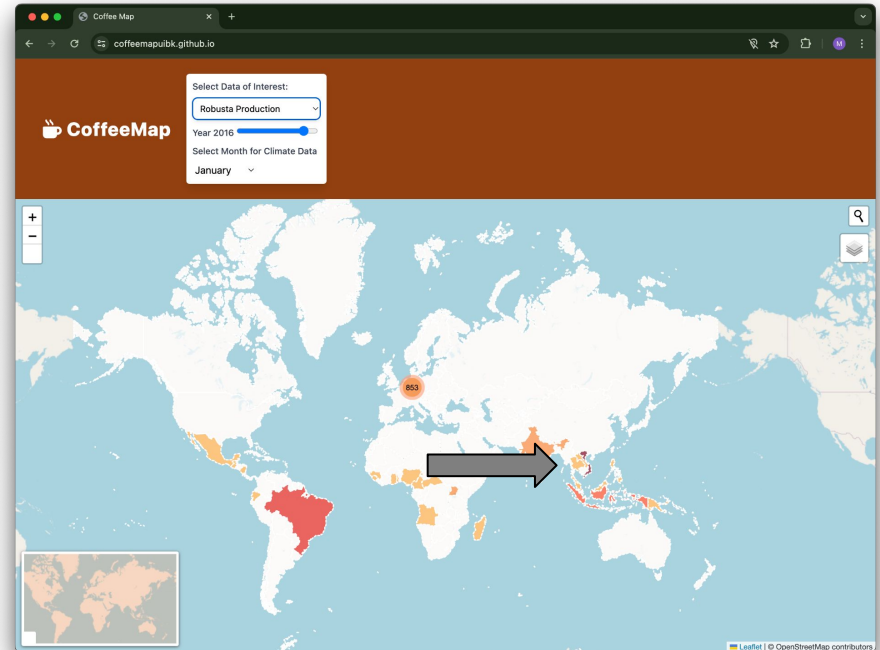 Coffee Map
coffeemapuibk.github.io
M
Select Data of Interest:
Robusta Production
Year 2016
Select Month for Climate Data
January
CoffeeMap
+
−
853
Leaflet | © OpenStreetMap contributors